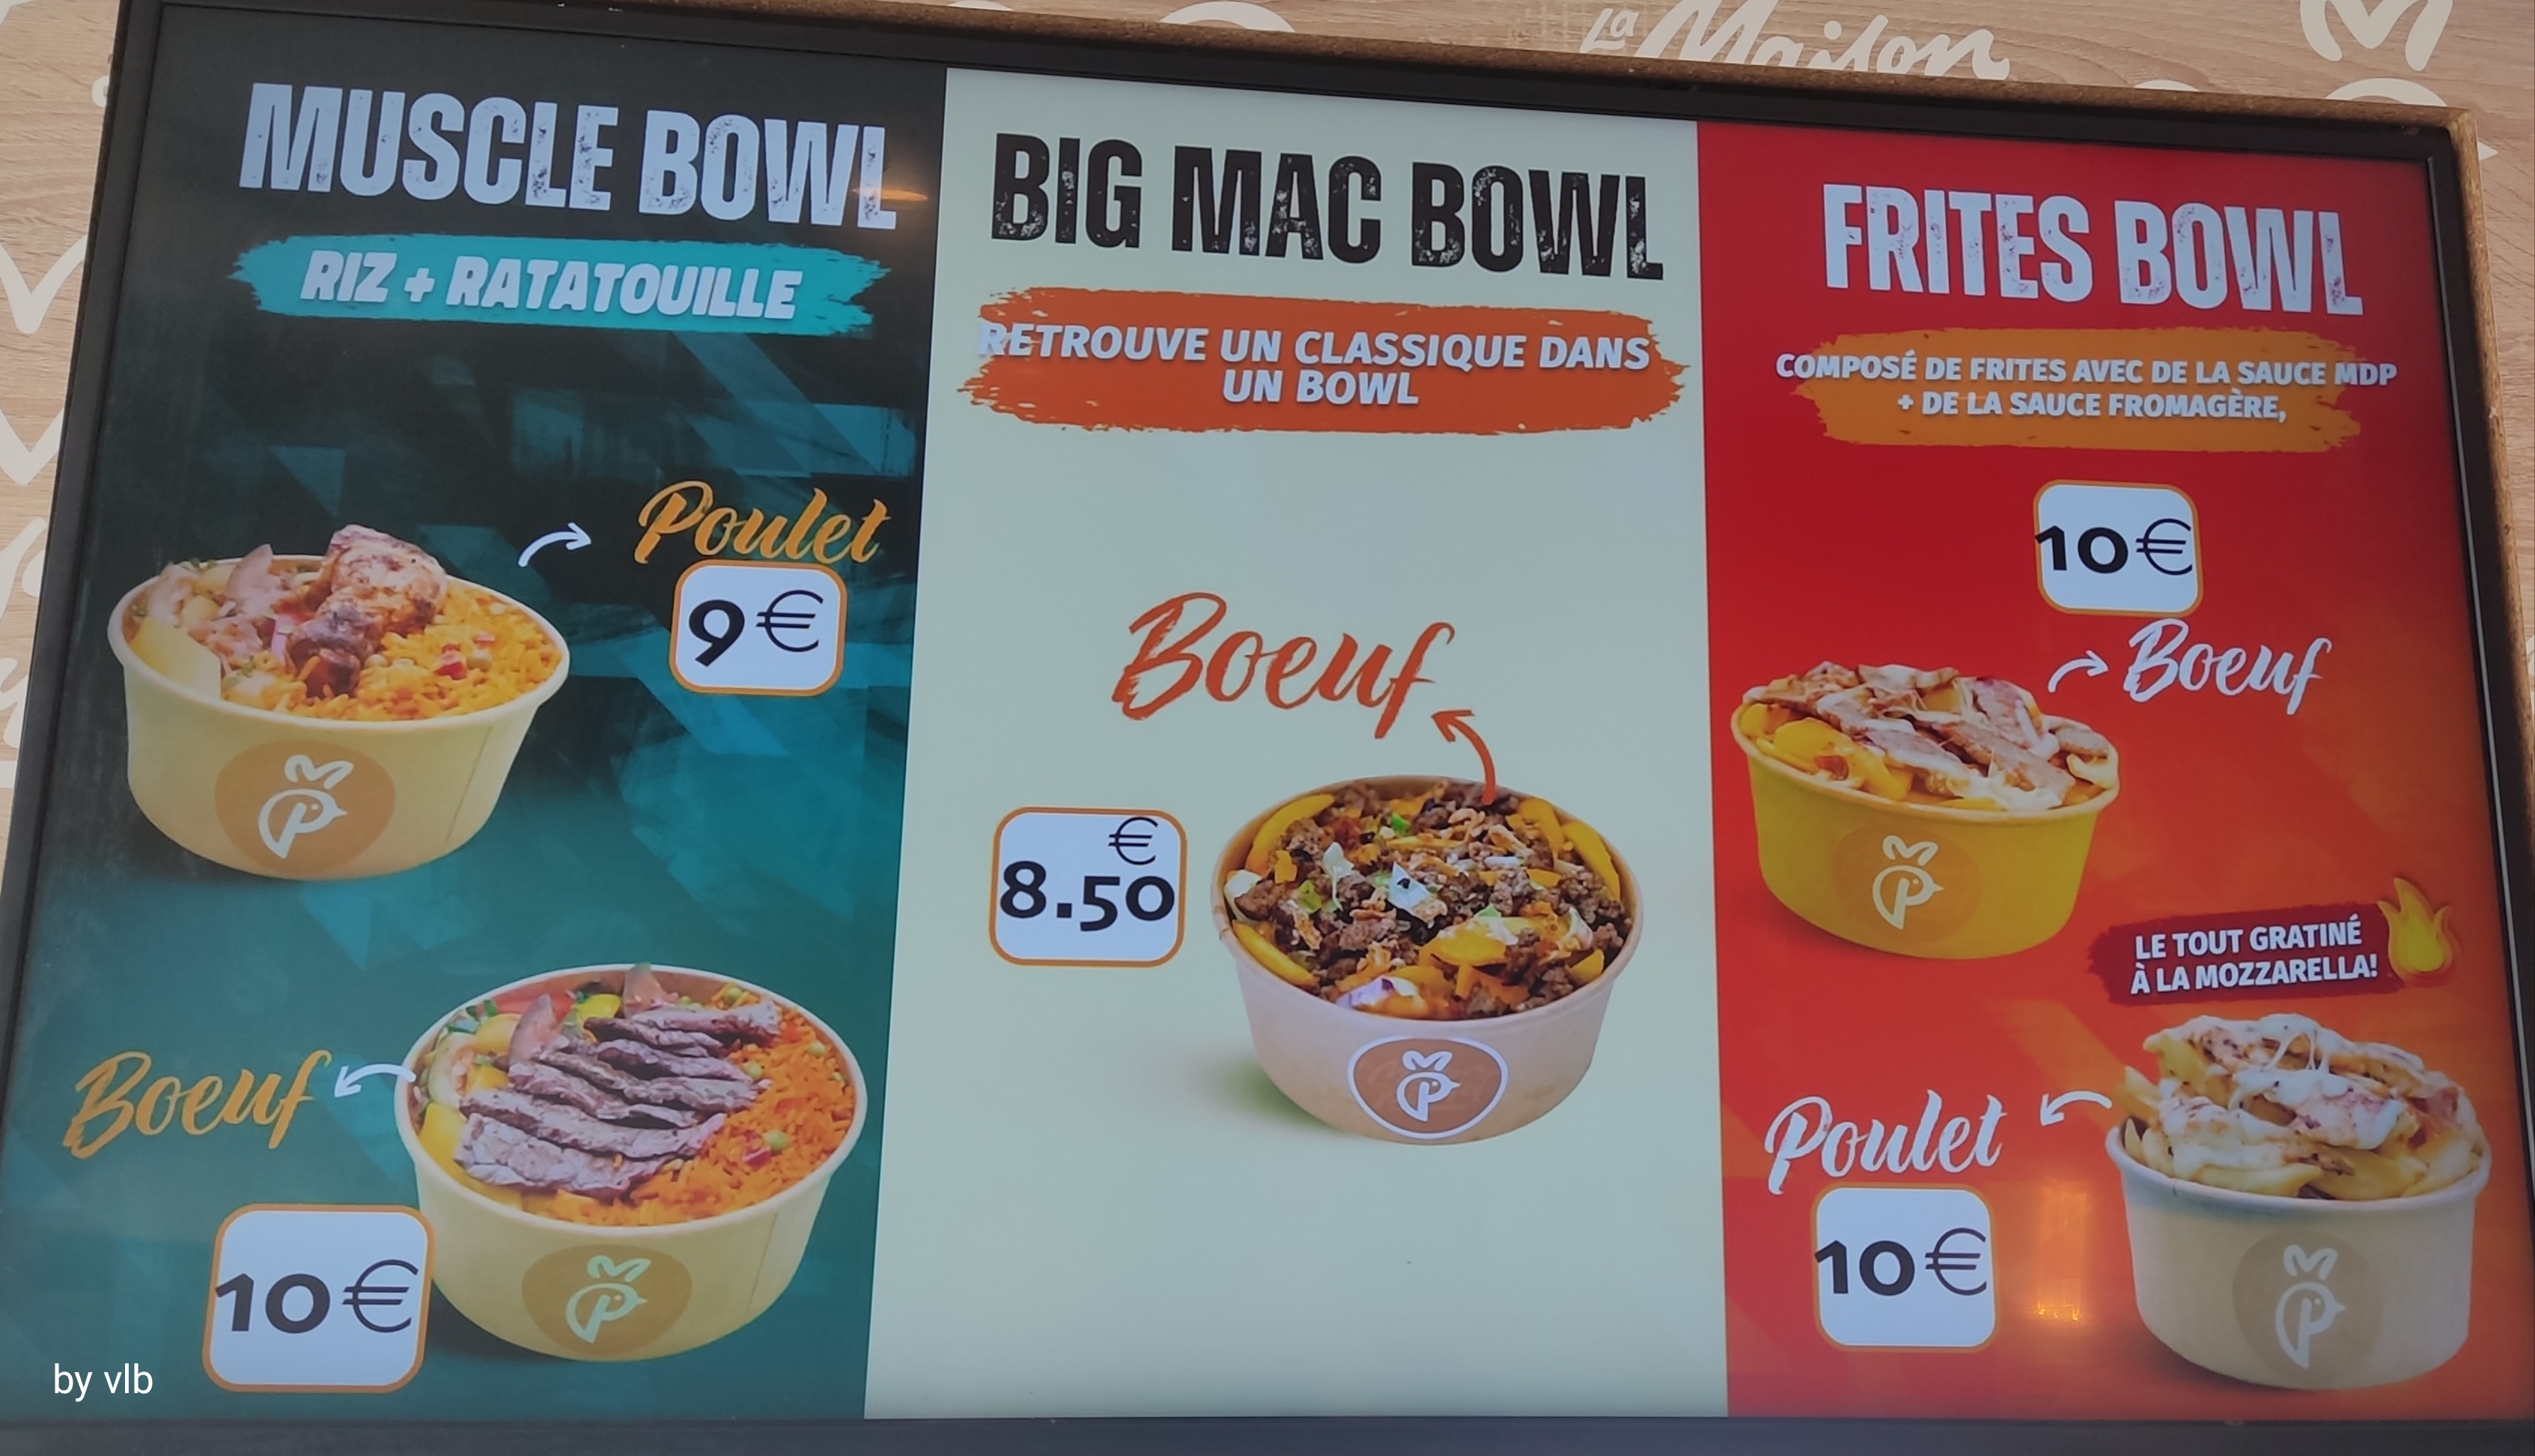 La Maison
MUSCLE BOWL
RIZ + RATATOUILLE
Poulet
9€
Boeuf
10€
BIG MAC BOWL
RETROUVE UN CLASSIQUE DANS
UN BOWL
Boeuf
€
8.50
FRITES BOWL
COMPOSÉ DE FRITES AVEC DE LA SAUCE MDP
+ DE LA SAUCE FROMAGÈRE,
10€
Boeuf
LE TOUT GRATINÉ
À LA MOZZARELLA!
Poulet
10€
by vlb